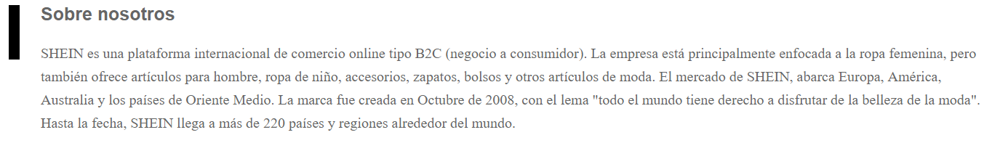 Sobre nosotros
SHEIN es una plataforma internacional de comercio online tipo B2C (negocio a consumidor). La empresa está principalmente enfocada a la ropa femenina, pero
también ofrece artículos para hombre, ropa de niño, accesorios, zapatos, bolsos y otros artículos de moda. El mercado de SHEIN, abarca Europa, América,
Australia y los países de Oriente Medio. La marca fue creada en Octubre de 2008, con el lema "todo el mundo tiene derecho a disfrutar de la belleza de la moda".
Hasta la fecha, SHEIN llega a más de 220 países y regiones alrededor del mundo.